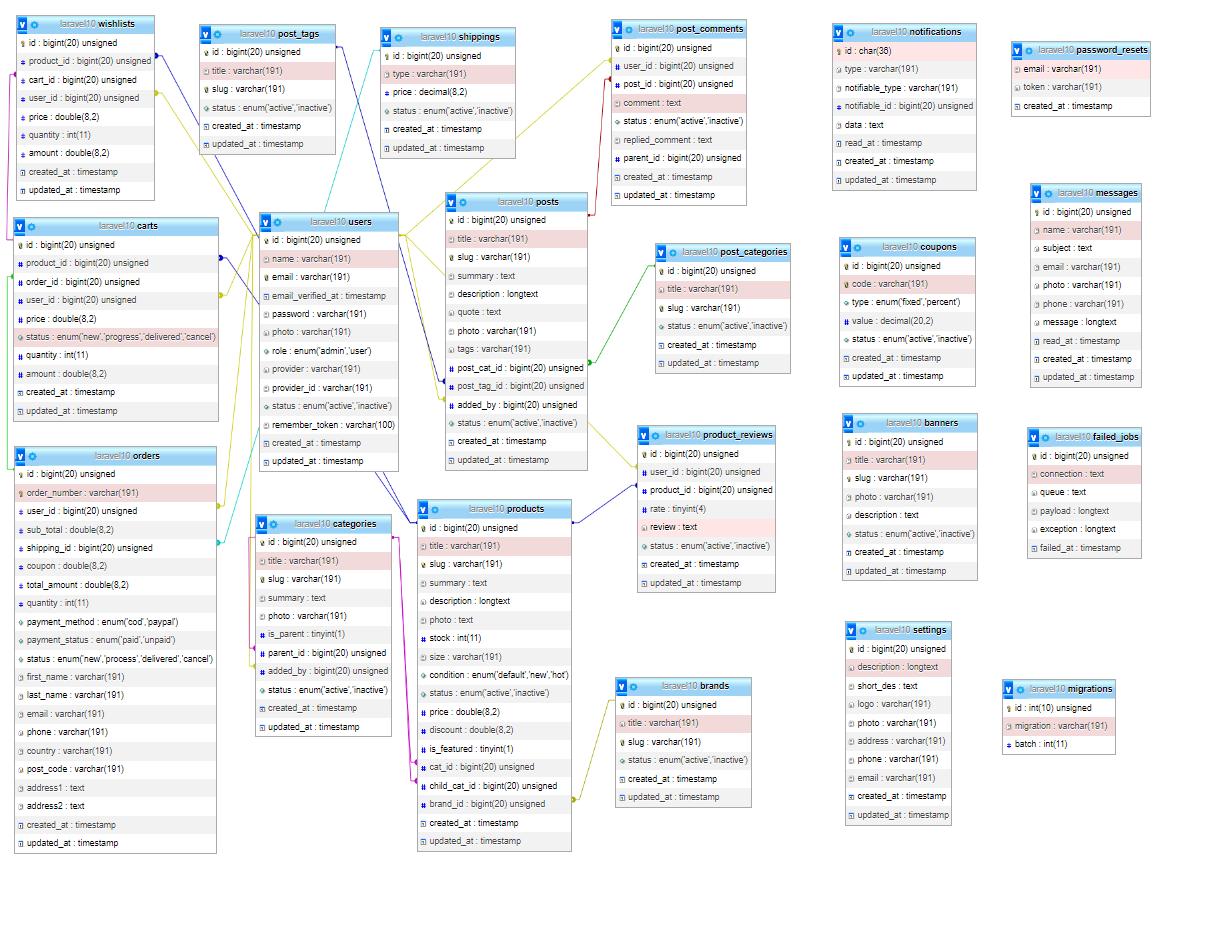 laravel10 wishlists
id : bigint(20) unsigned
product_id : bigint(20) unsigned
cart_id : bigint(20) unsigned
user_id : bigint(20) unsigned
price : double(8,2)
quantity : int(11)
amount : double(8,2)
created_at : timestamp
updated_at : timestamp
laravel10 post_tags
id : bigint(20) unsigned
title : varchar(191)
slug : varchar(191)
status : enum('active','inactive')
created_at : timestamp
updated_at : timestamp
laravel10 shippings
id : bigint(20) unsigned
type : varchar(191)
price : decimal(8,2)
status : enum('active','inactive')
created_at : timestamp
updated_at : timestamp
laravel10 post_comments
id : bigint(20) unsigned
user_id : bigint(20) unsigned
post_id : bigint(20) unsigned
comment : text
status : enum('active','inactive')
replied_comment : text
parent_id : bigint(20) unsigned
created_at : timestamp
updated_at : timestamp
laravel10 notifications
id : char(36)
type : varchar(191)
notifiable_type : varchar(191)
notifiable_id : bigint(20) unsigned
data : text
read_at : timestamp
created_at : timestamp
updated_at : timestamp
laravel10 password_resets
email : varchar(191)
token : varchar(191)
created_at : timestamp
laravel10 carts
id : bigint(20) unsigned
product_id : bigint(20) unsigned
order_id : bigint(20) unsigned
user_id : bigint(20) unsigned
price : double(8,2)
status : enum('new','progress','delivered','cancel')
quantity : int(11)
amount : double(8,2)
created_at : timestamp
updated_at : timestamp
laravel10 users
id : bigint(20) unsigned
name : varchar(191)
email : varchar(191)
email_verified_at : timestamp
password : varchar(191)
photo : varchar(191)
role : enum('admin','user')
provider : varchar(191)
provider_id : varchar(191)
status : enum('active','inactive')
remember_token : varchar(100)
created_at : timestamp
updated_at : timestamp
laravel10 posts
id : bigint(20) unsigned
title : varchar(191)
slug : varchar(191)
summary : text
description : longtext
quote : text
photo : varchar(191)
tags : varchar(191)
post_cat_id : bigint(20) unsigned
post_tag_id : bigint(20) unsigned
added_by : bigint(20) unsigned
status : enum('active','inactive')
created_at : timestamp
updated_at : timestamp
laravel10 post_categories
id : bigint(20) unsigned
title : varchar(191)
slug : varchar(191)
status : enum('active','inactive')
created_at : timestamp
updated_at : timestamp
laravel10 coupons
id : bigint(20) unsigned
code : varchar(191)
type : enum('fixed','percent')
value : decimal(20,2)
status : enum('active','inactive')
created_at : timestamp
updated_at : timestamp
laravel10 messages
id : bigint(20) unsigned
name : varchar(191)
subject : text
email : varchar(191)
photo : varchar(191)
phone : varchar(191)
message : longtext
read_at : timestamp
created_at : timestamp
updated_at : timestamp
laravel10 orders
id : bigint(20) unsigned
order_number : varchar(191)
user_id : bigint(20) unsigned
sub_total : double(8,2)
shipping_id : bigint(20) unsigned
coupon : double(8,2)
total_amount : double(8,2)
quantity : int(11)
payment_method : enum('cod','paypal')
payment_status : enum('paid','unpaid')
status : enum('new','process','delivered','cancel')
first_name : varchar(191)
last_name : varchar(191)
email : varchar(191)
phone : varchar(191)
country : varchar(191)
post_code : varchar(191)
address1 : text
address2 : text
created_at : timestamp
updated_at : timestamp
laravel10 categories
id : bigint(20) unsigned
title : varchar(191)
slug : varchar(191)
summary : text
photo : varchar(191)
is_parent : tinyint(1)
parent_id : bigint(20) unsigned
added_by : bigint(20) unsigned
status : enum('active','inactive')
created_at : timestamp
updated_at : timestamp
laravel10 products
id : bigint(20) unsigned
title : varchar(191)
slug : varchar(191)
summary : text
description : longtext
photo : text
stock : int(11)
size : varchar(191)
condition : enum('default','new','hot')
status : enum('active','inactive')
price : double(8,2)
discount : double(8,2)
is_featured : tinyint(1)
cat_id : bigint(20) unsigned
child_cat_id : bigint(20) unsigned
brand_id : bigint(20) unsigned
created_at : timestamp
updated_at : timestamp
laravel10 product_reviews
id : bigint(20) unsigned
user_id : bigint(20) unsigned
product_id : bigint(20) unsigned
rate : tinyint(4)
review : text
status : enum('active','inactive')
created_at : timestamp
updated_at : timestamp
laravel10 banners
id : bigint(20) unsigned
title : varchar(191)
slug : varchar(191)
photo : varchar(191)
description : text
status : enum('active','inactive')
created_at : timestamp
updated_at : timestamp
laravel10 failed_jobs
id : bigint(20) unsigned
connection : text
queue : text
payload : longtext
exception : longtext
failed_at : timestamp
laravel10 brands
id : bigint(20) unsigned
title : varchar(191)
slug : varchar(191)
status : enum('active','inactive')
created_at : timestamp
updated_at : timestamp
laravel10 settings
id : bigint(20) unsigned
description : longtext
short_des : text
logo : varchar(191)
photo : varchar(191)
address : varchar(191)
phone : varchar(191)
email : varchar(191)
created_at : timestamp
updated_at : timestamp
laravel10 migrations
id : int(10) unsigned
migration : varchar(191)
batch : int(11)